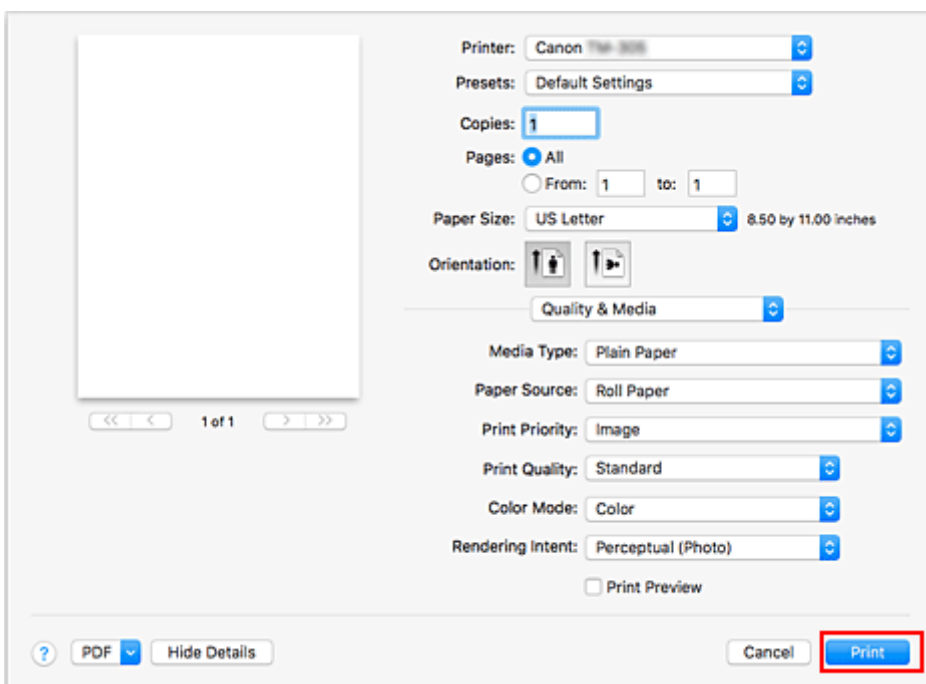 Printer: Canon
Presets: Default Settings
Copies: 1
Pages: All
From: 1 to: 1
Paper Size: US Letter 8.50 by 11.00 inches
Orientation:
Quality & Media
Media Type: Plain Paper
Paper Source: Roll Paper
1 of 1
Print Priority: Image
Print Quality: Standard
Color Mode: Color
Rendering Intent: Perceptual (Photo)
Print Preview
? PDF Hide Details Cancel Print